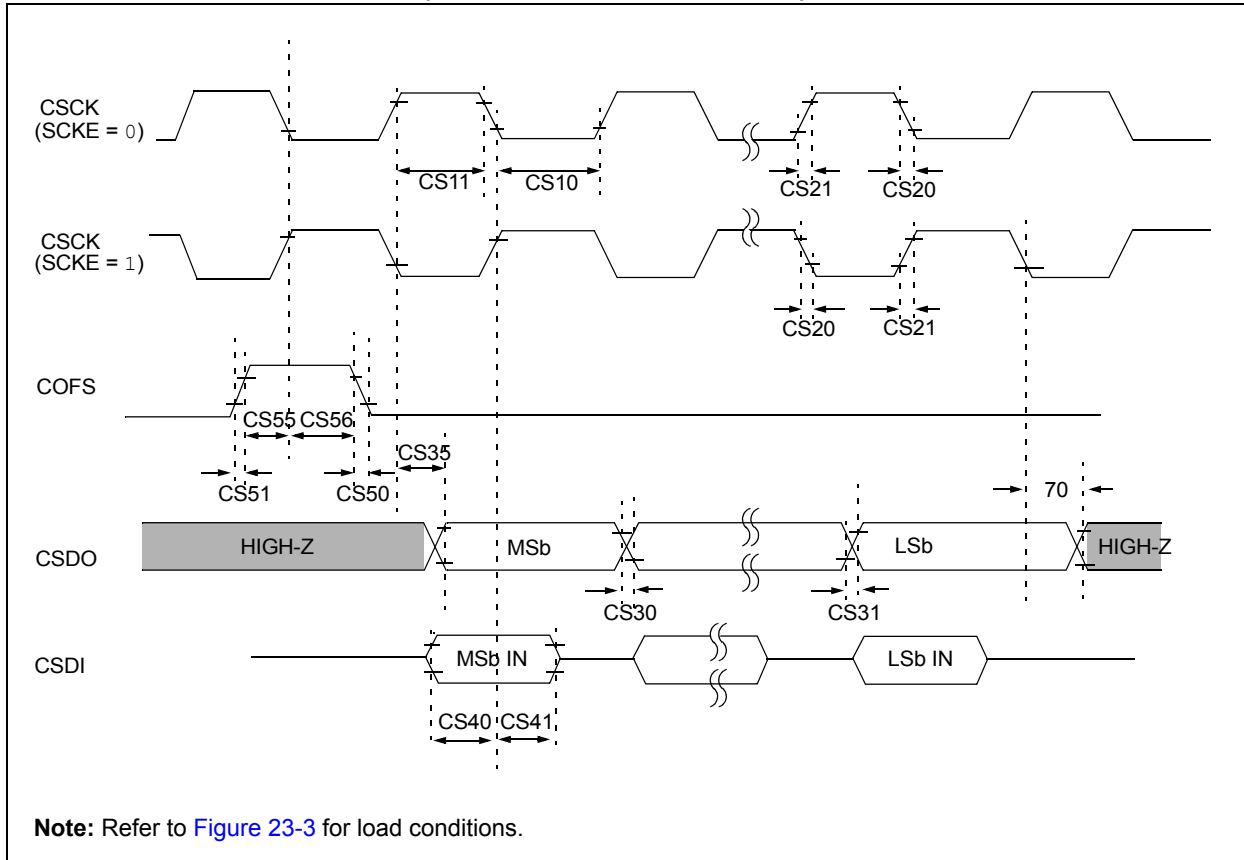 CSCK
(SCKE = 0)
CS11
CS10
CS21
CS20
CSCK
(SCKE = 1)
CS20
CS21
COFS
CS55
CS56
CS35
CS51
CS50
70
CSDO
HIGH-Z
MSb
LSb
HIGH-Z
CS30
CS31
CSDI
MSb IN
LSb IN
CS40
CS41
Note: Refer to Figure 23-3 for load conditions.